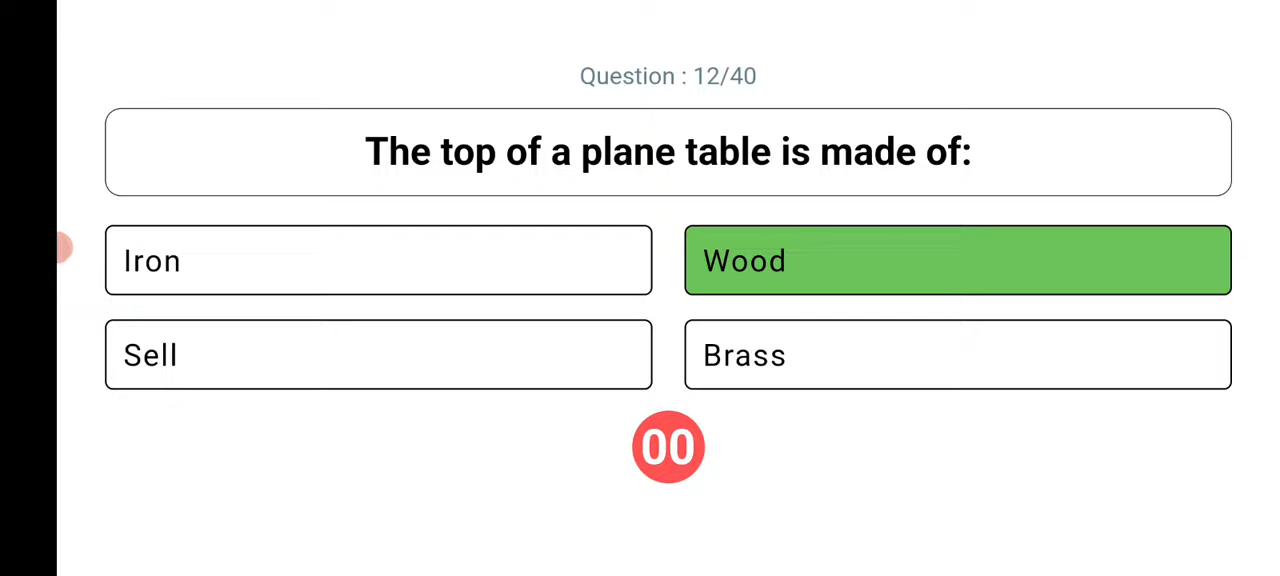 Question : 12/40
The top of a plane table is made of:
Iron
Wood
Sell
Brass
00